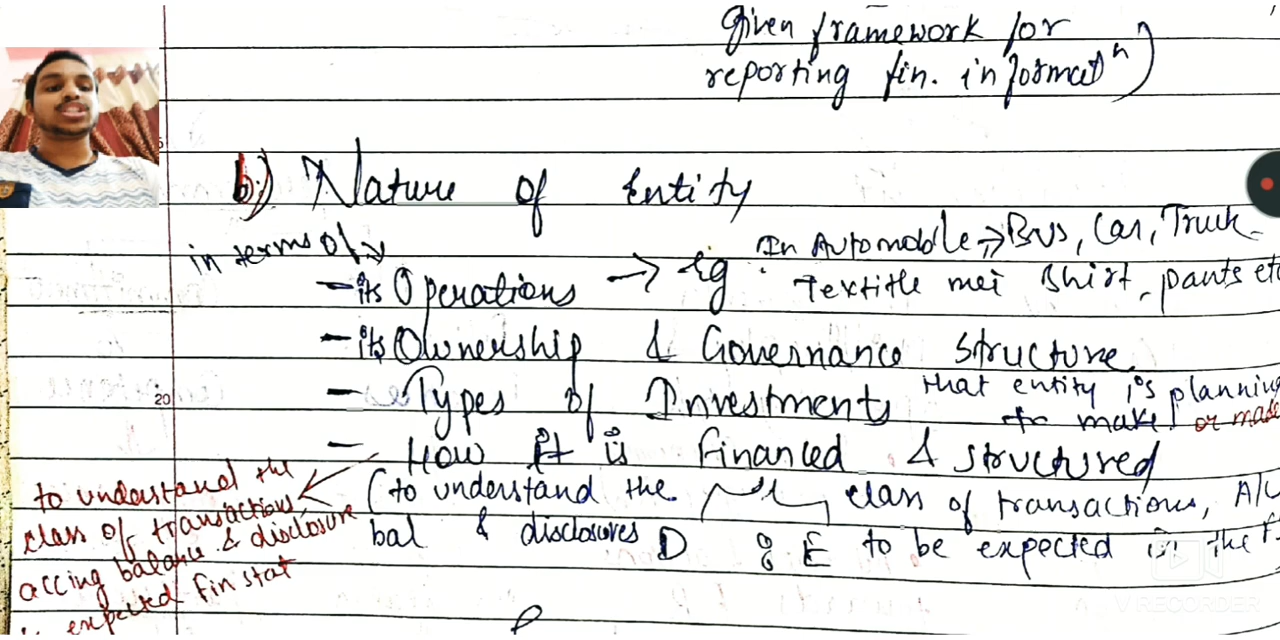 Given framework for
reporting fin. informatⁿ)
b) Nature of Entity
in terms of
- its Operations → eg. In Automobile ⇒ Bus, Car, Truck
Textitle mei Shirt, pants etc
- its Ownership & Governance Structure
20
- Types of Investments that entity is planning
to make or made
- How it is financed & structured
(to understand the class of transactions, A/c
bal & disclosures to be expected in the F
to understand the
class of transactions
accing balance & disclosure
expected fin stat
V RECORDER